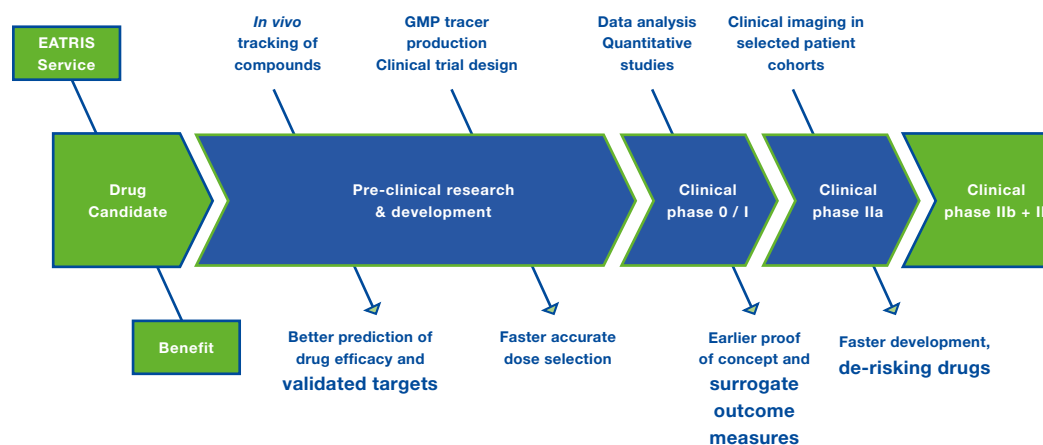 EATRIS
Service
In vivo
tracking of
compounds
GMP tracer
production
Clinical trial design
Data analysis
Quantitative
studies
Clinical imaging in
selected patient
cohorts
Drug
Candidate
Pre-clinical research
& development
Clinical
phase 0 / I
Clinical
phase IIa
Clinical
phase IIb +
Benefit
Better prediction of
drug efficacy and
validated targets
Faster accurate
dose selection
Earlier proof
of concept and
surrogate
outcome
measures
Faster development,
de-risking drugs